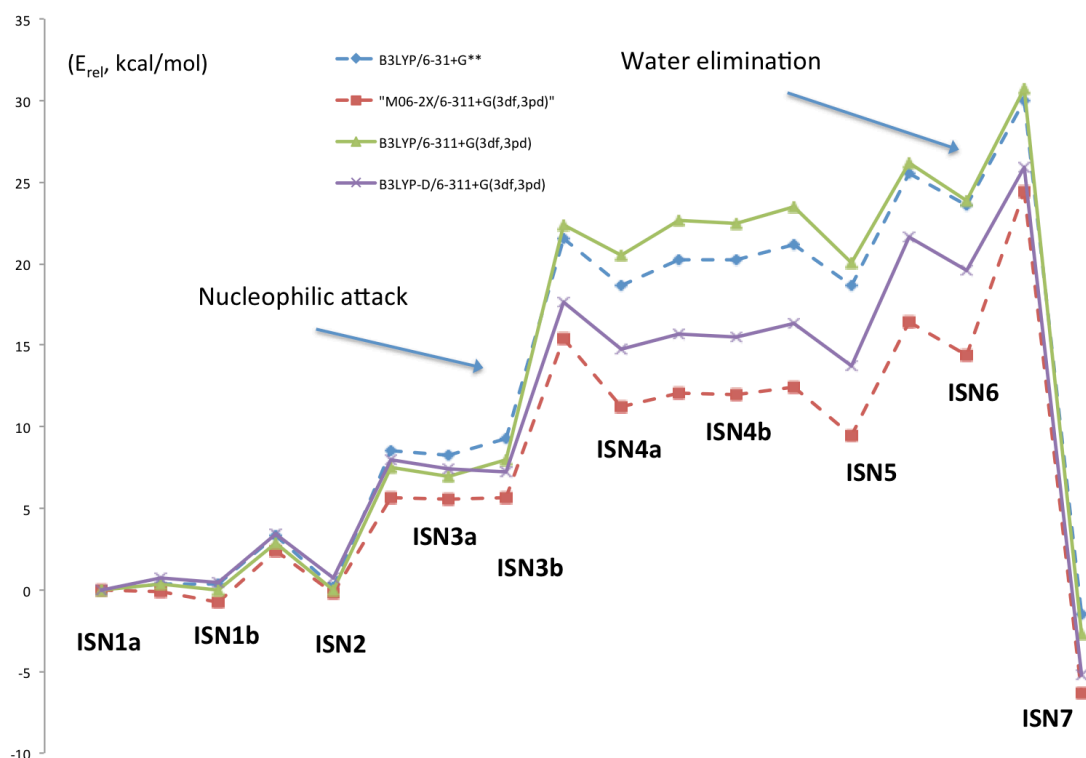 35
(Erel, kcal/mol)
B3LYP/6-31+G**
"M06-2X/6-311+G(3df,3pd)"
B3LYP/6-311+G(3df,3pd)
B3LYP-D/6-311+G(3df,3pd)
Water elimination
30
25
20
Nucleophilic attack
15
10
5
0
-5
-10
ISN1a
ISN1b
ISN2
ISN3a
ISN3b
ISN4a
ISN4b
ISN5
ISN6
ISN7